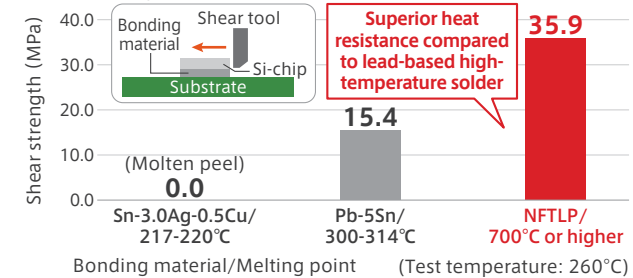 Shear strength (MPa)
40.0
30.0
20.0
10.0
0.0
Bonding
material
Shear tool
Si-chip
Substrate
Superior heat
resistance compared
to lead-based high-
temperature solder
(Molten peel)
0.0
15.4
35.9
Sn-3.0Ag-0.5Cu/
217-220℃
Pb-5Sn/
300-314℃
NFTLP/
700°C or higher
Bonding material/Melting point
(Test temperature: 260°C)